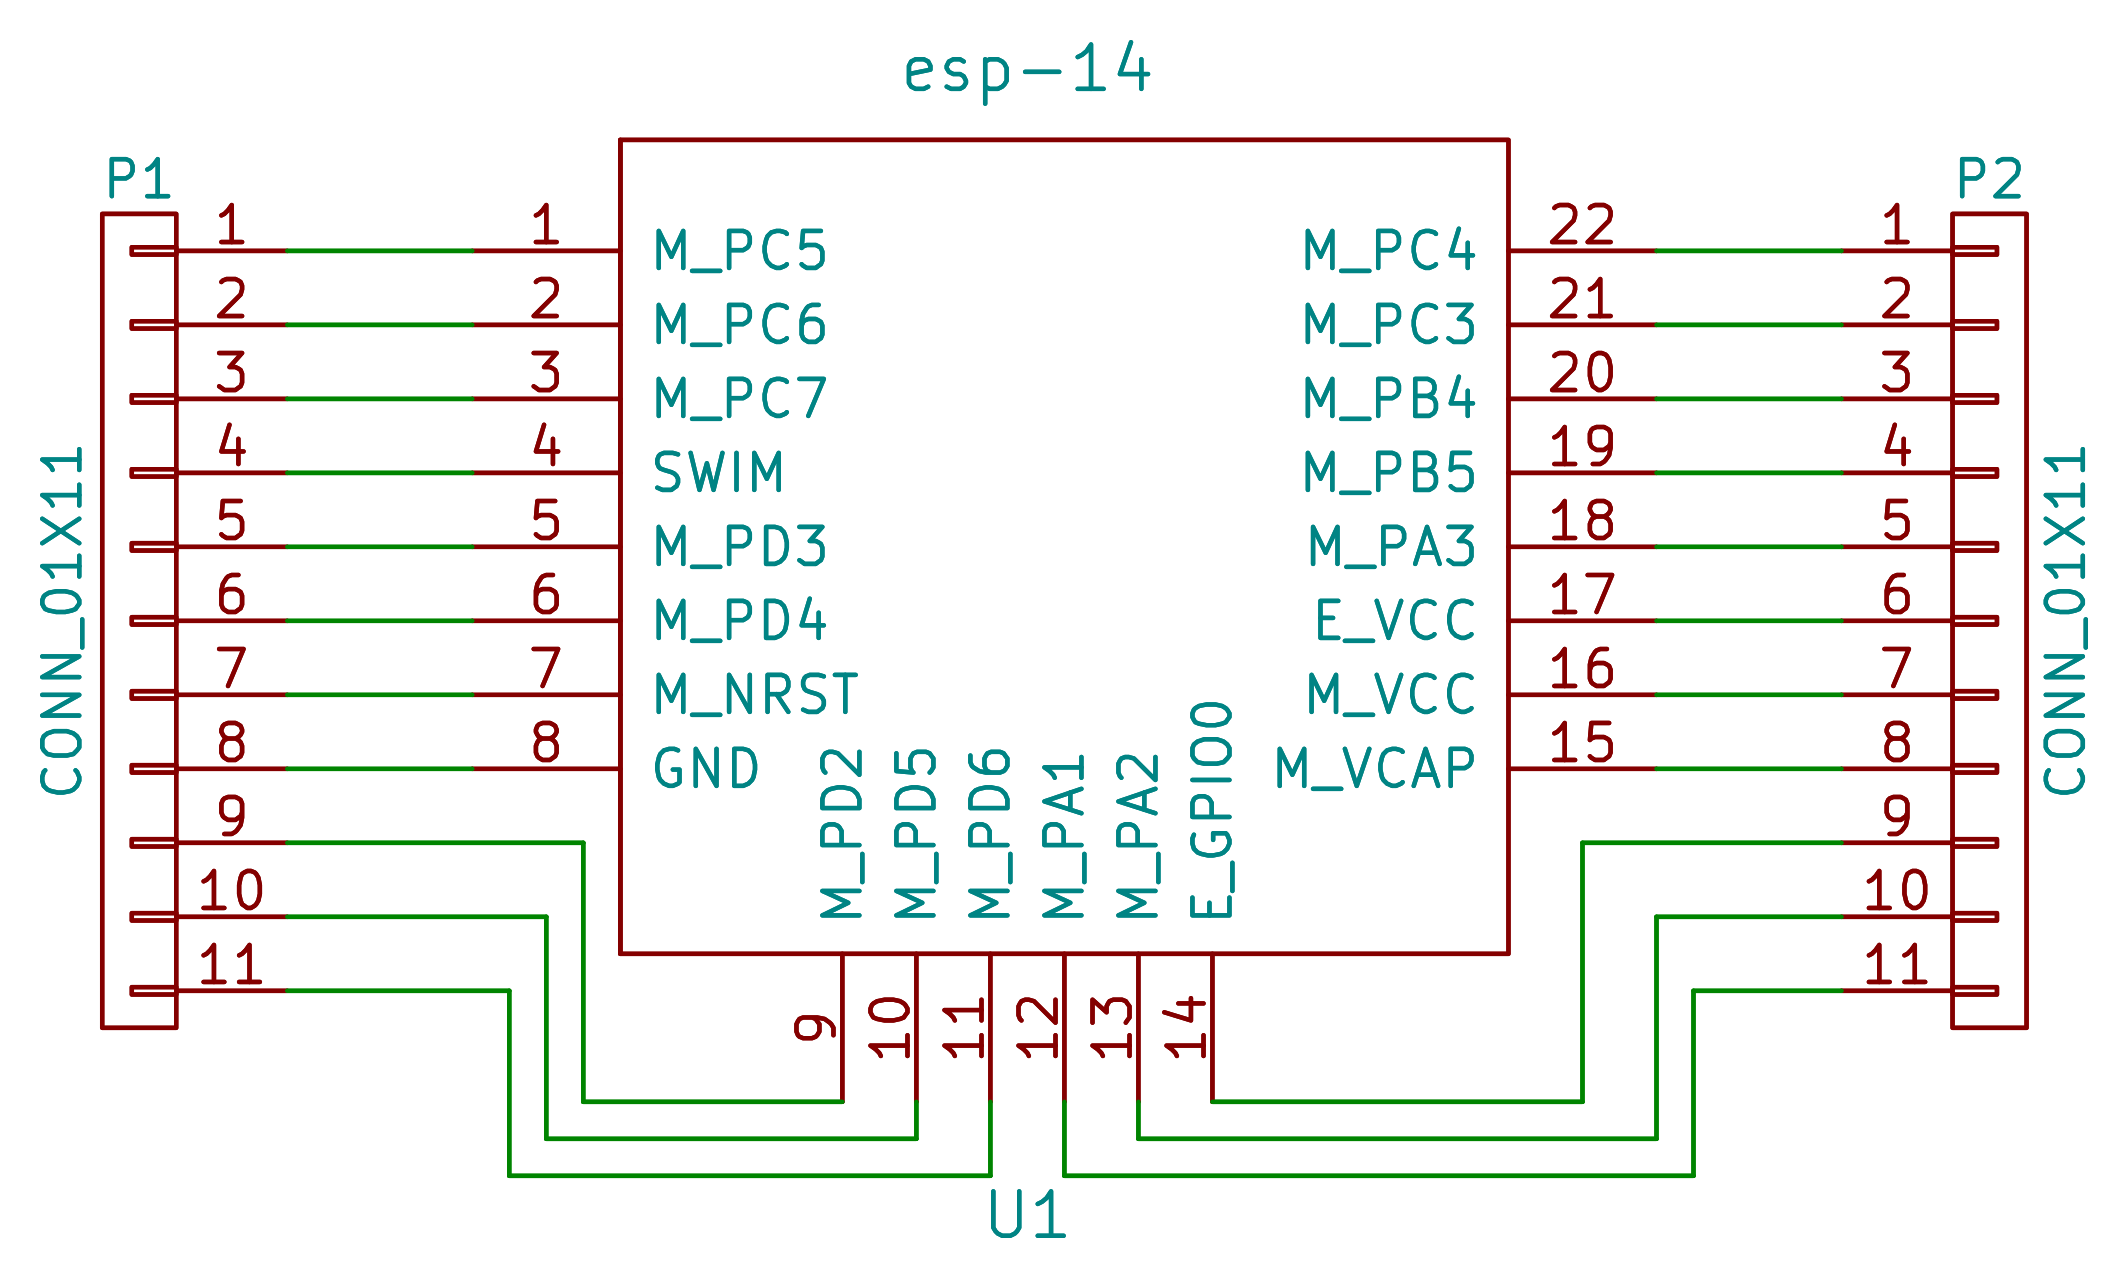 esp-14
P1
P2
1 1 M_PC5 M_PC4 22 1
2 2 M_PC6 M_PC3 21 2
3 3 M_PC7 M_PB4 20 3
4 4 SWIM M_PB5 19 4
5 5 M_PD3 M_PA3 18 5
6 6 M_PD4 E_VCC 17 6
7 7 M_NRST M_VCC 16 7
8 8 GND M_VCAP 15 8
9 9
10 10
11 11
CONN_01X11
CONN_01X11
M_PD2
M_PD5
M_PD6
M_PA1
M_PA2
E_GPIO0
9
10
11
12
13
14
U1